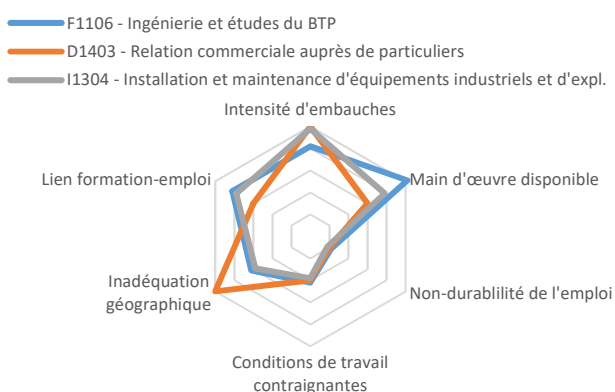 F1106 - Ingénierie et études du BTP
D1403 - Relation commerciale auprès de particuliers
I1304 - Installation et maintenance d'équipements industriels et d'expl.
Intensité d'embauches
Lien formation-emploi
Main d'œuvre disponible
Inadéquation
géographique
Non-durablilité de l'emploi
Conditions de travail
contraignantes